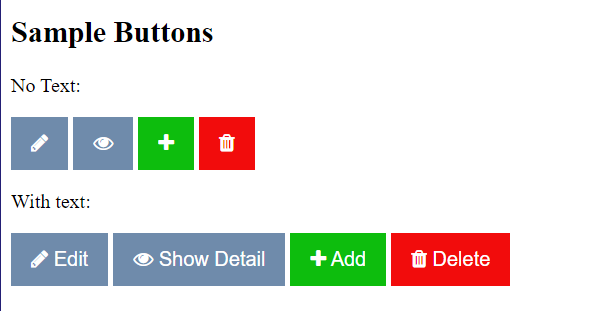 Sample Buttons
No Text:
With text:
Edit Show Detail Add Delete